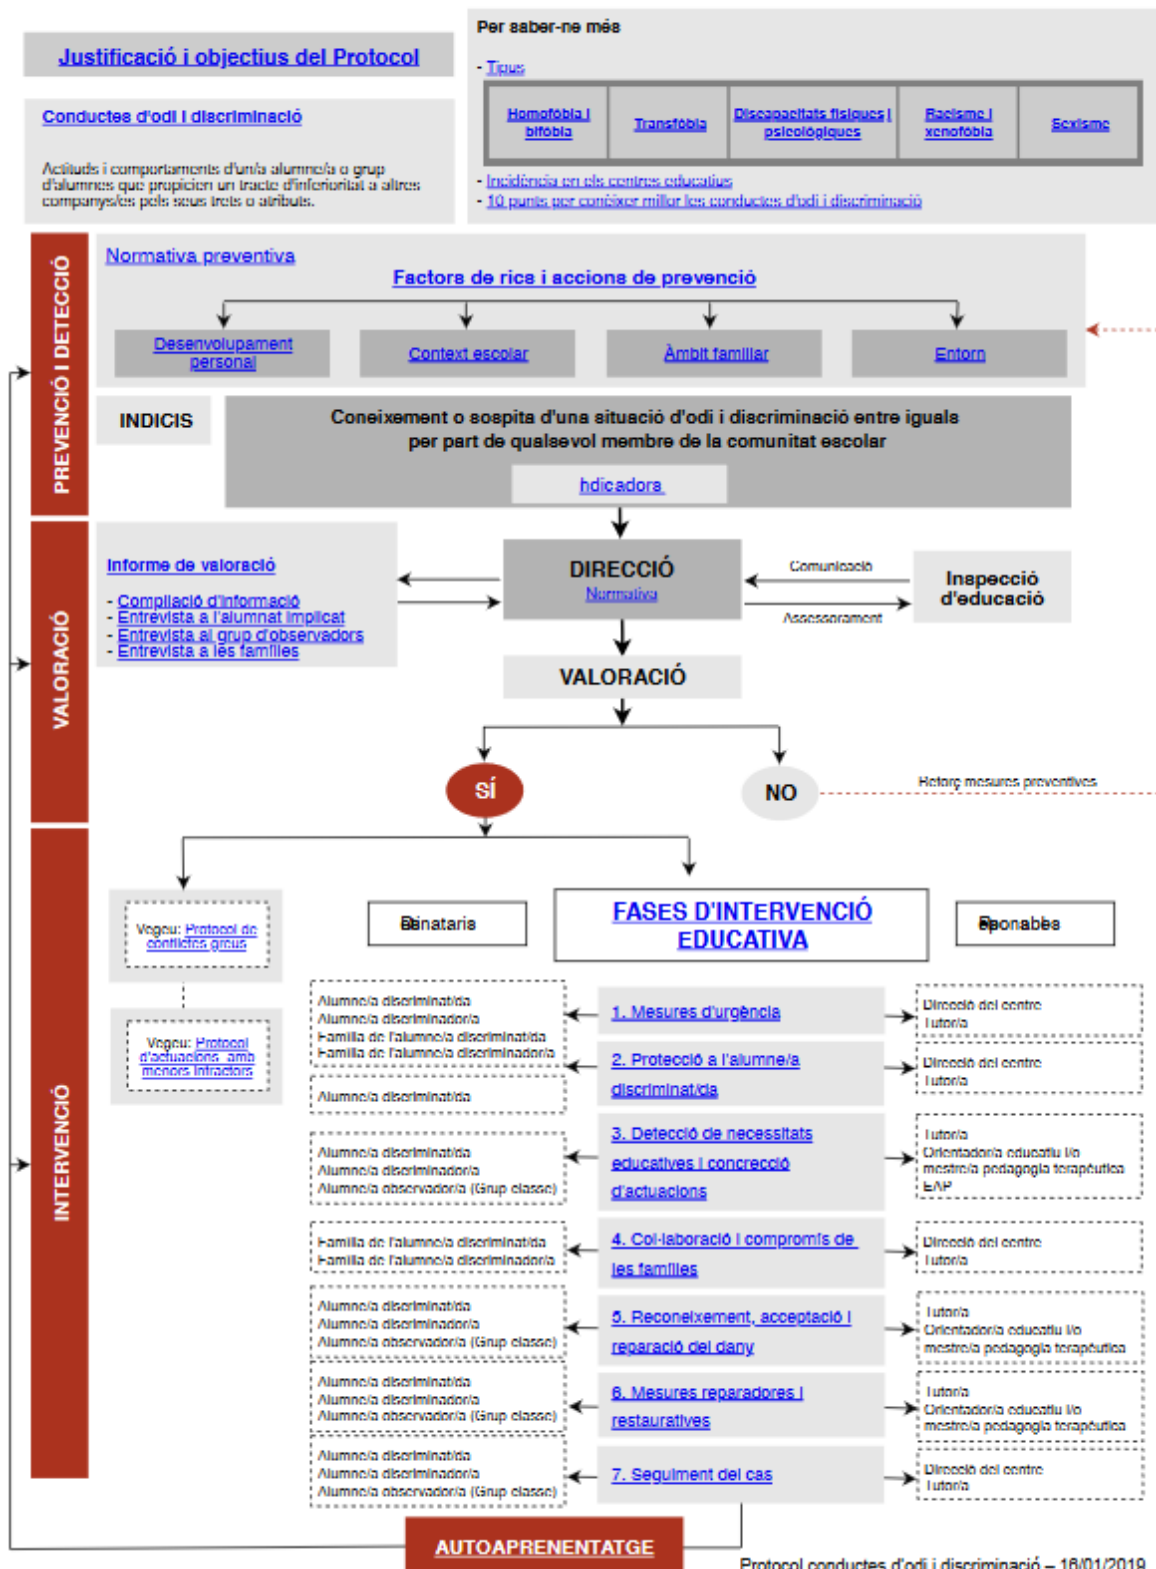 Justificació i objectius del Protocol
Conductes d'odi i discriminació
Actituds i comportaments d'un/a alumne/a o grup
d'alumnes que propicien un tracte d'inferioritat a altres
companys/es pels seus trets o atributs.
Per saber-ne més
- Tipus
Homofòbia i
bifòbia
Transfòbia
Discapacitats físiques i
psicològiques
Racisme i
xenofòbia
Sexisme
- Incidència en els centres educatius
- 10 punts per conèixer millor les conductes d'odi i discriminació
PREVENCIÓ I DETECCIÓ
Normativa preventiva
Factors de rics i accions de prevenció
Desenvolupament
personal
Context escolar
Àmbit familiar
Entorn
INDICIS
Coneixement o sospita d'una situació d'odi i discriminació entre iguals
per part de qualsevol membre de la comunitat escolar
Indicadors
VALORACIÓ
Informe de valoració
- Compilació d'informació
- Entrevista a l'alumnat implicat
- Entrevista al grup d'observadors
- Entrevista a les famílies
DIRECCIÓ
Normativa
Comunicació
Assessorament
Inspecció
d'educació
VALORACIÓ
SÍ
NO
Reforç mesures preventives
INTERVENCIÓ
Vegeu: Protocol de
conflictes greus
Vegeu: Protocol
d'actuacions amb
menors infractors
FASES D'INTERVENCIÓ
EDUCATIVA
Alumne/a discriminat/da
Alumne/a discriminador/a
Família de l'alumne/a discriminat/da
Família de l'alumne/a discriminador/a
1. Mesures d'urgència
Direcció del centre
Tutor/a
Alumne/a discriminat/da
2. Protecció a l'alumne/a
discriminat/da
Direcció del centre
Tutor/a
Alumne/a discriminat/da
Alumne/a discriminador/a
Alumne/a observador/a (Grup classe)
3. Detecció de necessitats
educatives i concrecció
d'actuacions
Tutor/a
Orientador/a educatiu i/o
mestre/a pedagogia terapèutica
EAP
Família de l'alumne/a discriminat/da
Família de l'alumne/a discriminador/a
4. Col·laboració i compromís de
les famílies
Direcció del centre
Tutor/a
Alumne/a discriminat/da
Alumne/a discriminador/a
Alumne/a observador/a (Grup classe)
5. Reconeixement, acceptació i
reparació del dany
Tutor/a
Orientador/a educatiu i/o
mestre/a pedagogia terapèutica
Alumne/a discriminat/da
Alumne/a discriminador/a
Alumne/a observador/a (Grup classe)
6. Mesures reparadores i
restauratives
Tutor/a
Orientador/a educatiu i/o
mestre/a pedagogia terapèutica
Alumne/a discriminat/da
Alumne/a discriminador/a
Alumne/a observador/a (Grup classe)
7. Seguiment del cas
Direcció del centre
Tutor/a
AUTOAPRENENTATGE
Protocol conductes d'odi i discriminació – 16/01/2019